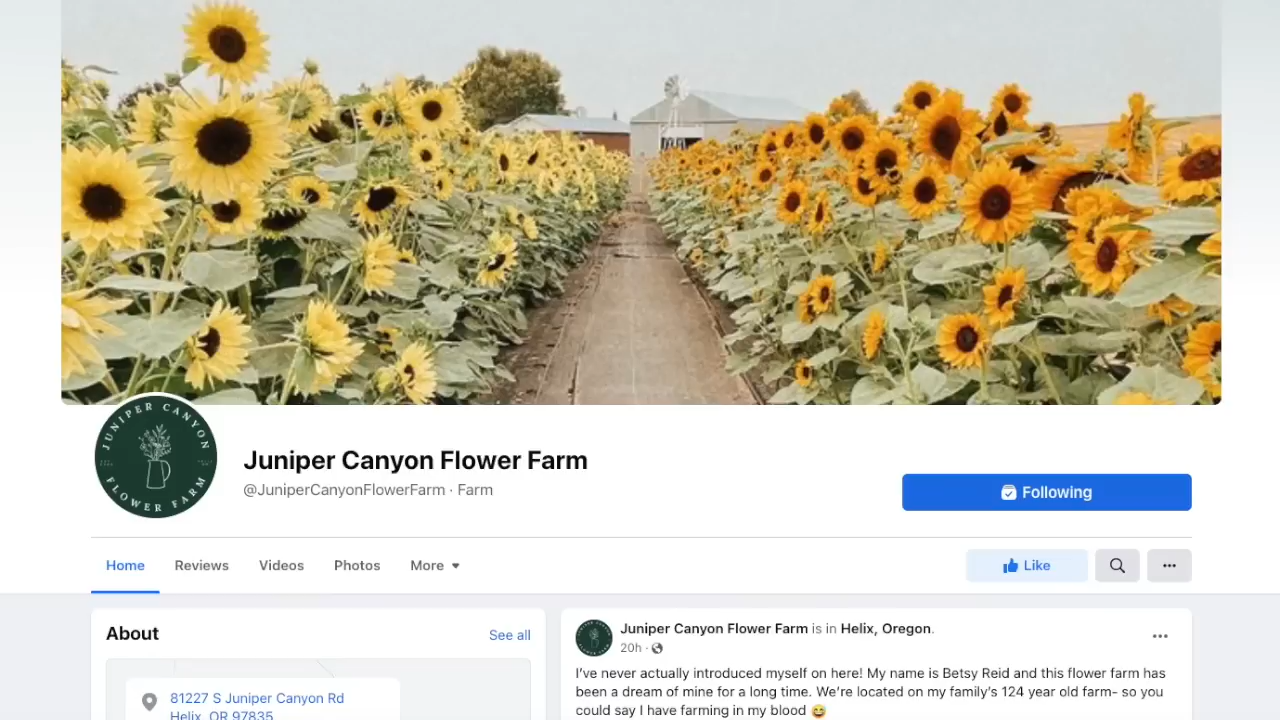 JUNIPER CANYON
FLOWER FARM
Juniper Canyon Flower Farm
@JuniperCanyonFlowerFarm · Farm
Following
Home Reviews Videos Photos More
Like
About See all
81227 S Juniper Canyon Rd
Helix, OR 97835
Juniper Canyon Flower Farm is in Helix, Oregon.
20h ·
I've never actually introduced myself on here! My name is Betsy Reid and this flower farm has
been a dream of mine for a long time. We're located on my family's 124 year old farm- so you
could say I have farming in my blood 😄